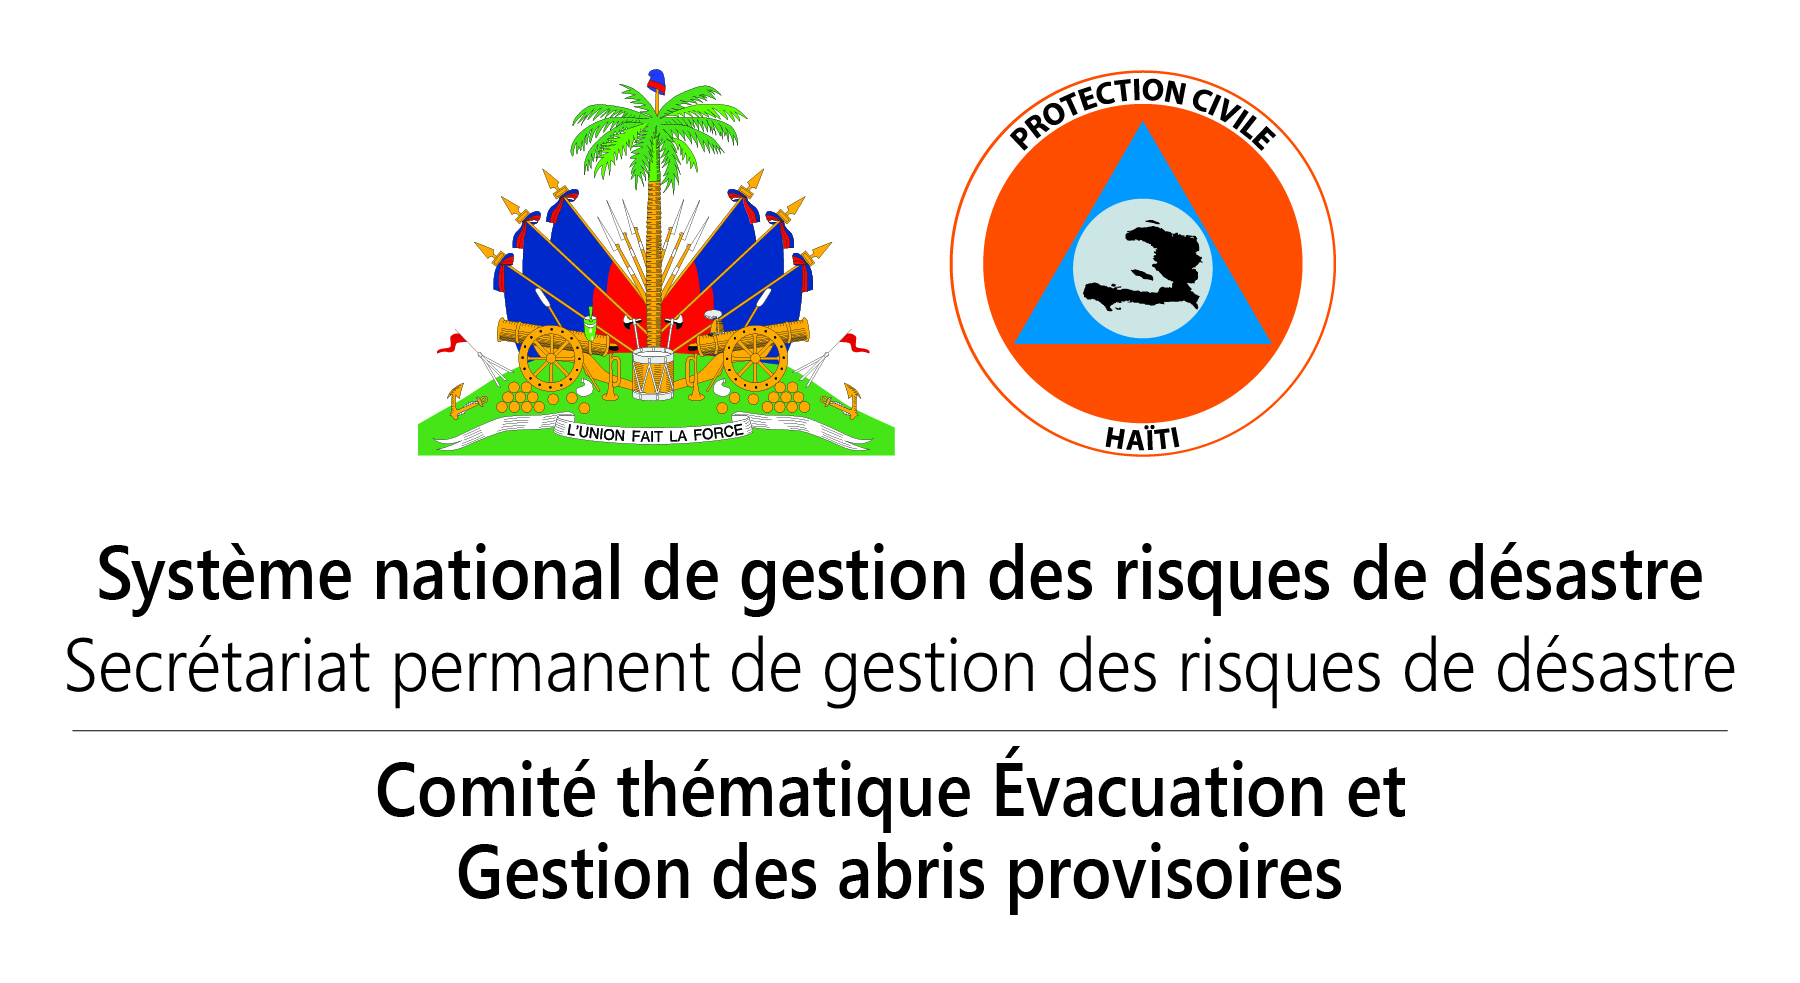 L'UNION FAIT LA FORCE
PROTECTION CIVILE
HAÏTI
Système national de gestion des risques de désastre
Secrétariat permanent de gestion des risques de désastre
Comité thématique Évacuation et
Gestion des abris provisoires